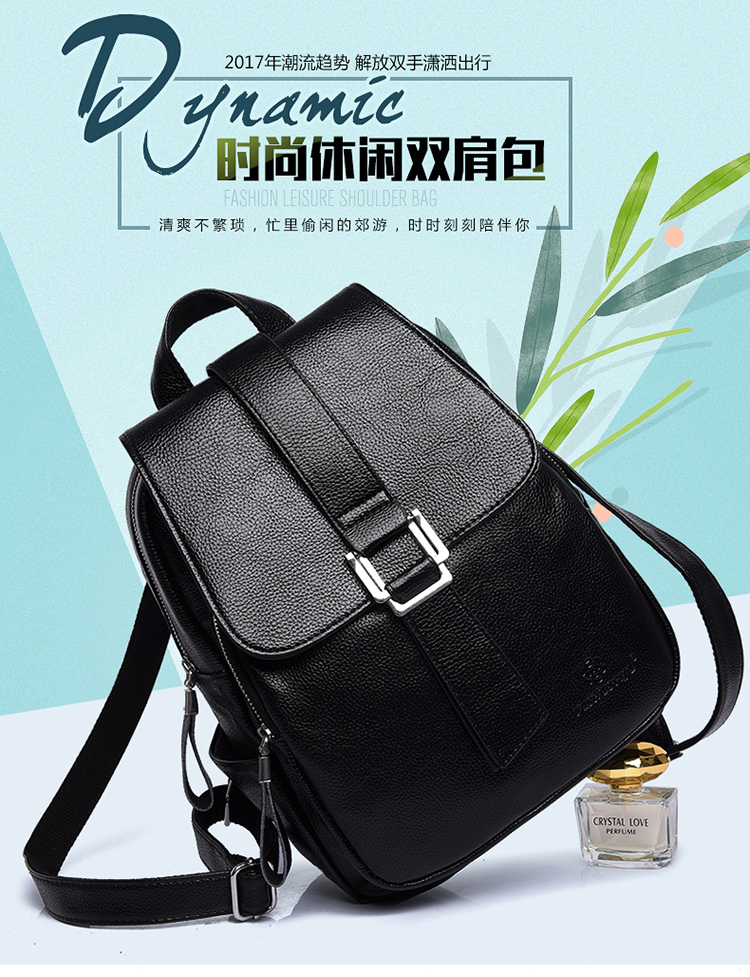 2017年潮流趋势 解放双手潇洒出行
Dynamic
时尚休闲双肩包
FASHION LEISURE SHOULDER BAG
清爽不繁琐，忙里偷闲的郊游，时时刻刻陪伴你
CRYSTAL LOVE
PERFUME